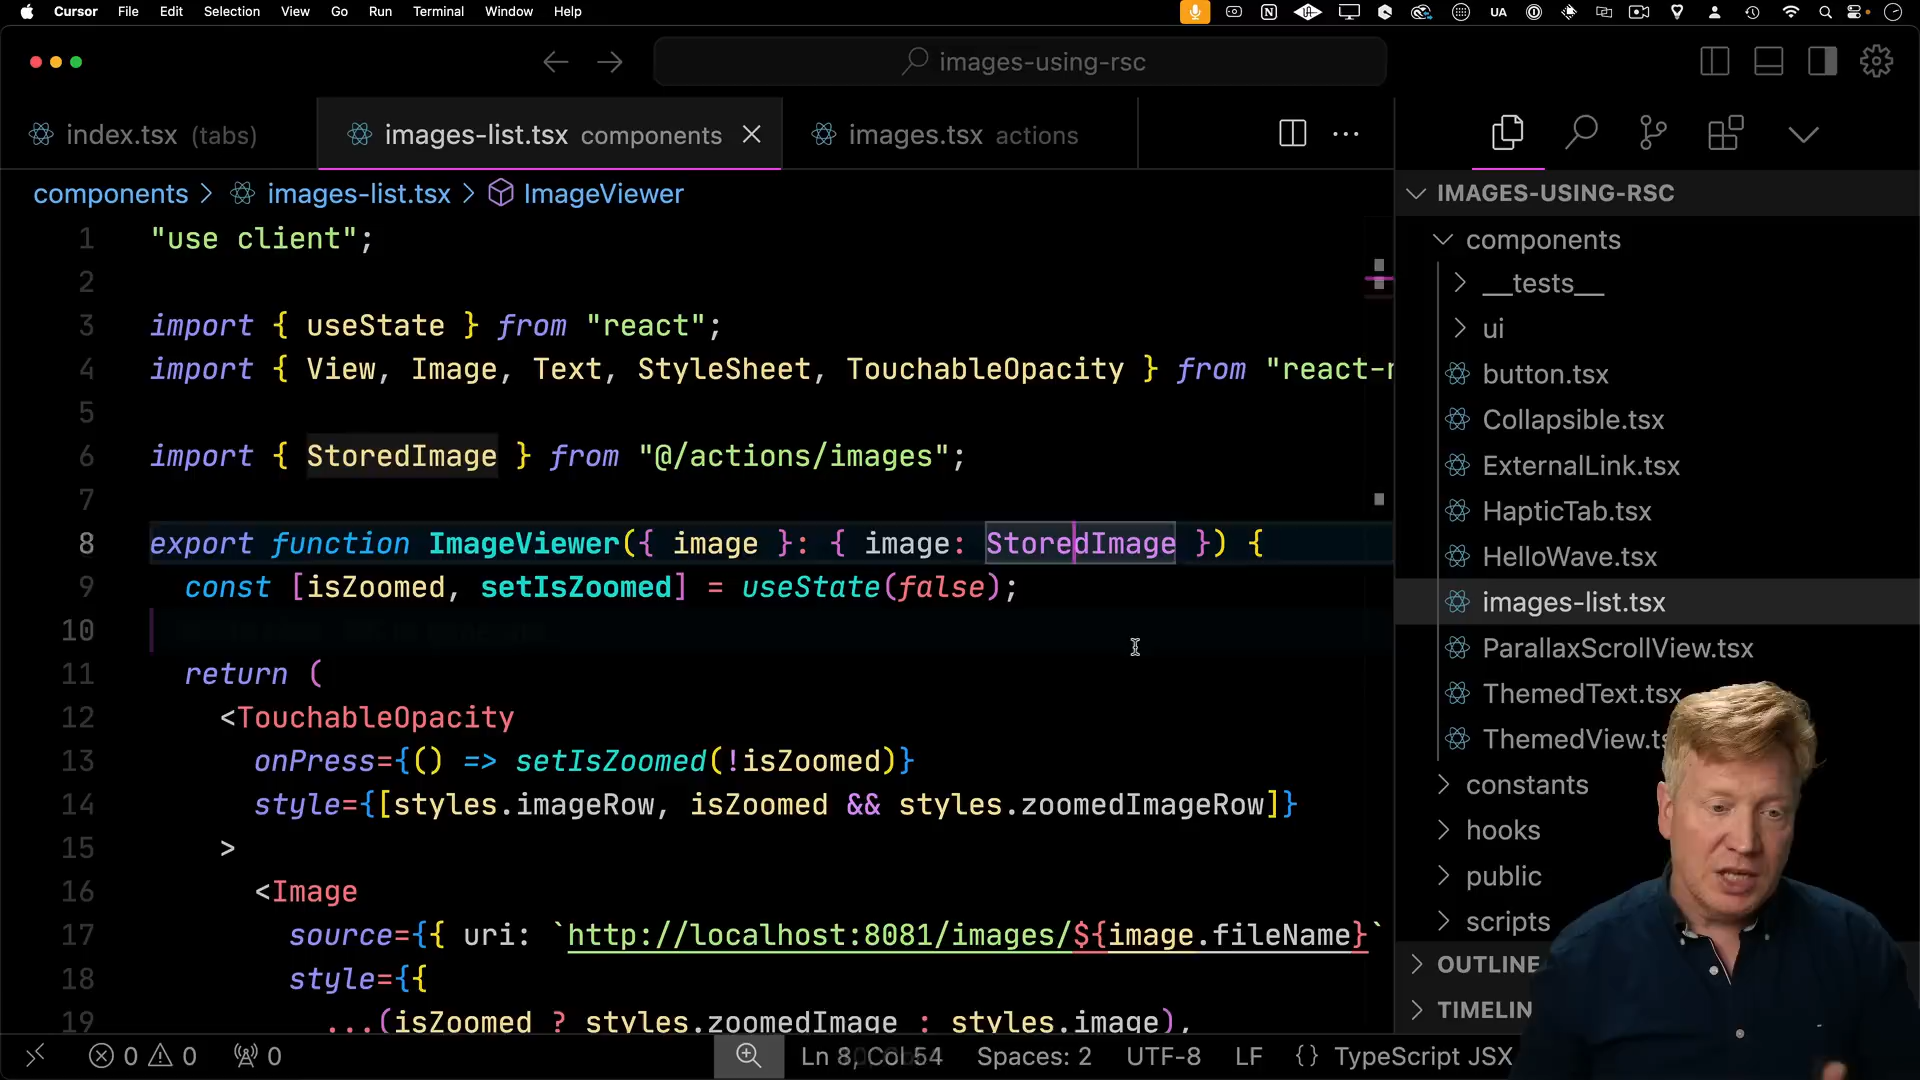 Cursor File Edit Selection View Go Run Terminal Window Help UA
images-using-rsc
index.tsx (tabs) images-list.tsx components images.tsx actions
components > images-list.tsx > ImageViewer
1 "use client";
2
3 import { useState } from "react";
4 import { View, Image, Text, StyleSheet, TouchableOpacity } from "react-
5
6 import { StoredImage } from "@/actions/images";
7
8 export function ImageViewer({ image }: { image: StoredImage }) {
9 const [isZoomed, setIsZoomed] = useState(false);
10
11 return (
12 <TouchableOpacity
13 onPress={() => setIsZoomed(!isZoomed)}
14 style={[styles.imageRow, isZoomed && styles.zoomedImageRow]}
15 >
16 <Image
17 source={{ uri: `http://localhost:8081/images/${image.fileName}`
18 style={{
19 ...(isZoomed ? styles.zoomedImage : styles.image),
IMAGES-USING-RSC
components
__tests__
ui
button.tsx
Collapsible.tsx
ExternalLink.tsx
HapticTab.tsx
HelloWave.tsx
images-list.tsx
ParallaxScrollView.tsx
ThemedText.tsx
ThemedView.ts
constants
hooks
public
scripts
OUTLINE
TIMELIN
0 0 0 Ln 8, Col 54 Spaces: 2 UTF-8 LF {} TypeScript JSX